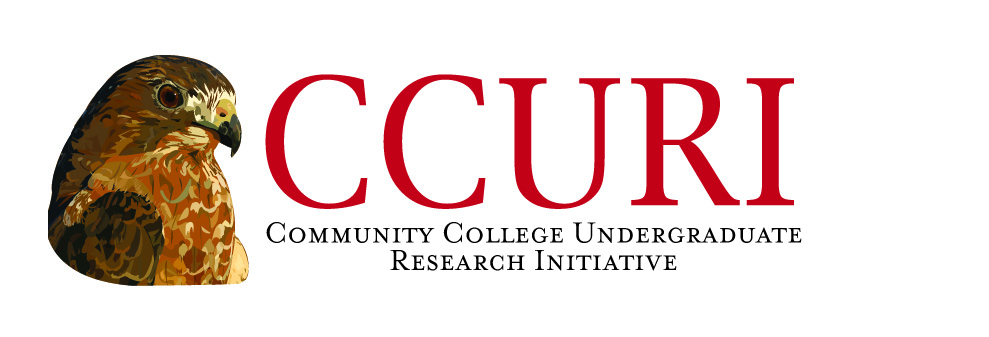 CCURI
Community College Undergraduate
Research Initiative